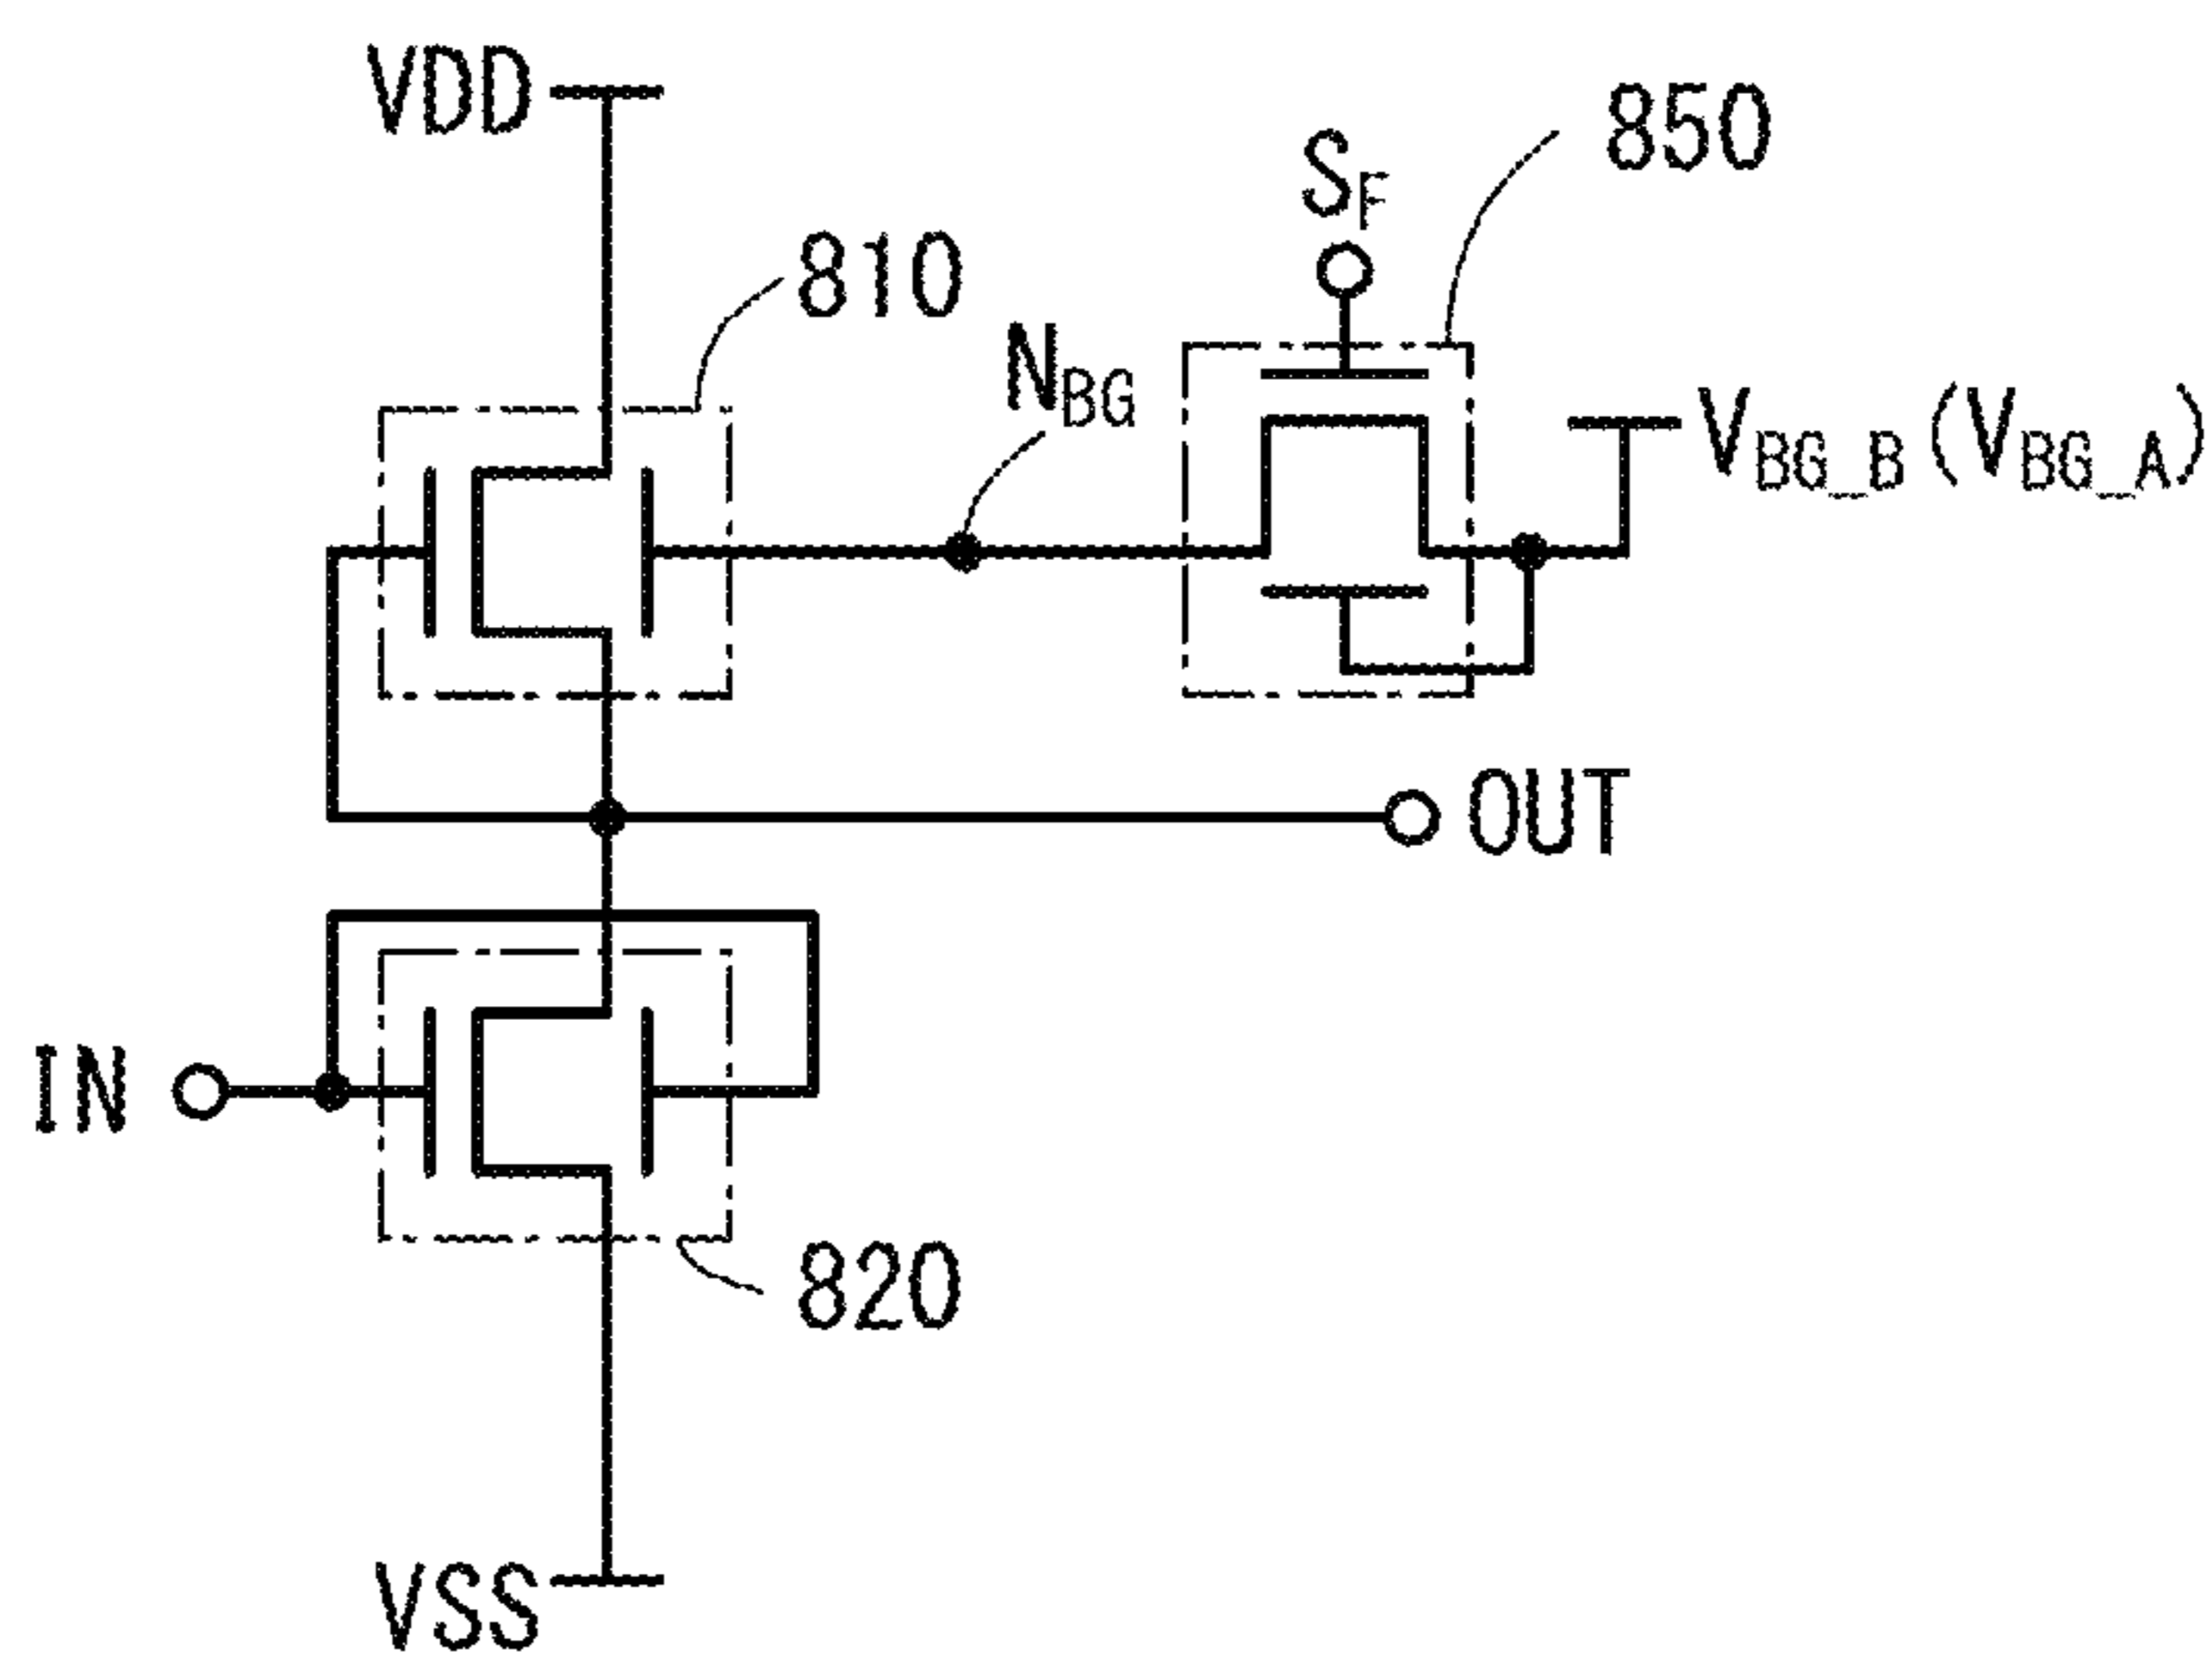 VDD
850
S_F
810
N_BG
V_BG_B (V_BG_A)
OUT
IN
820
VSS